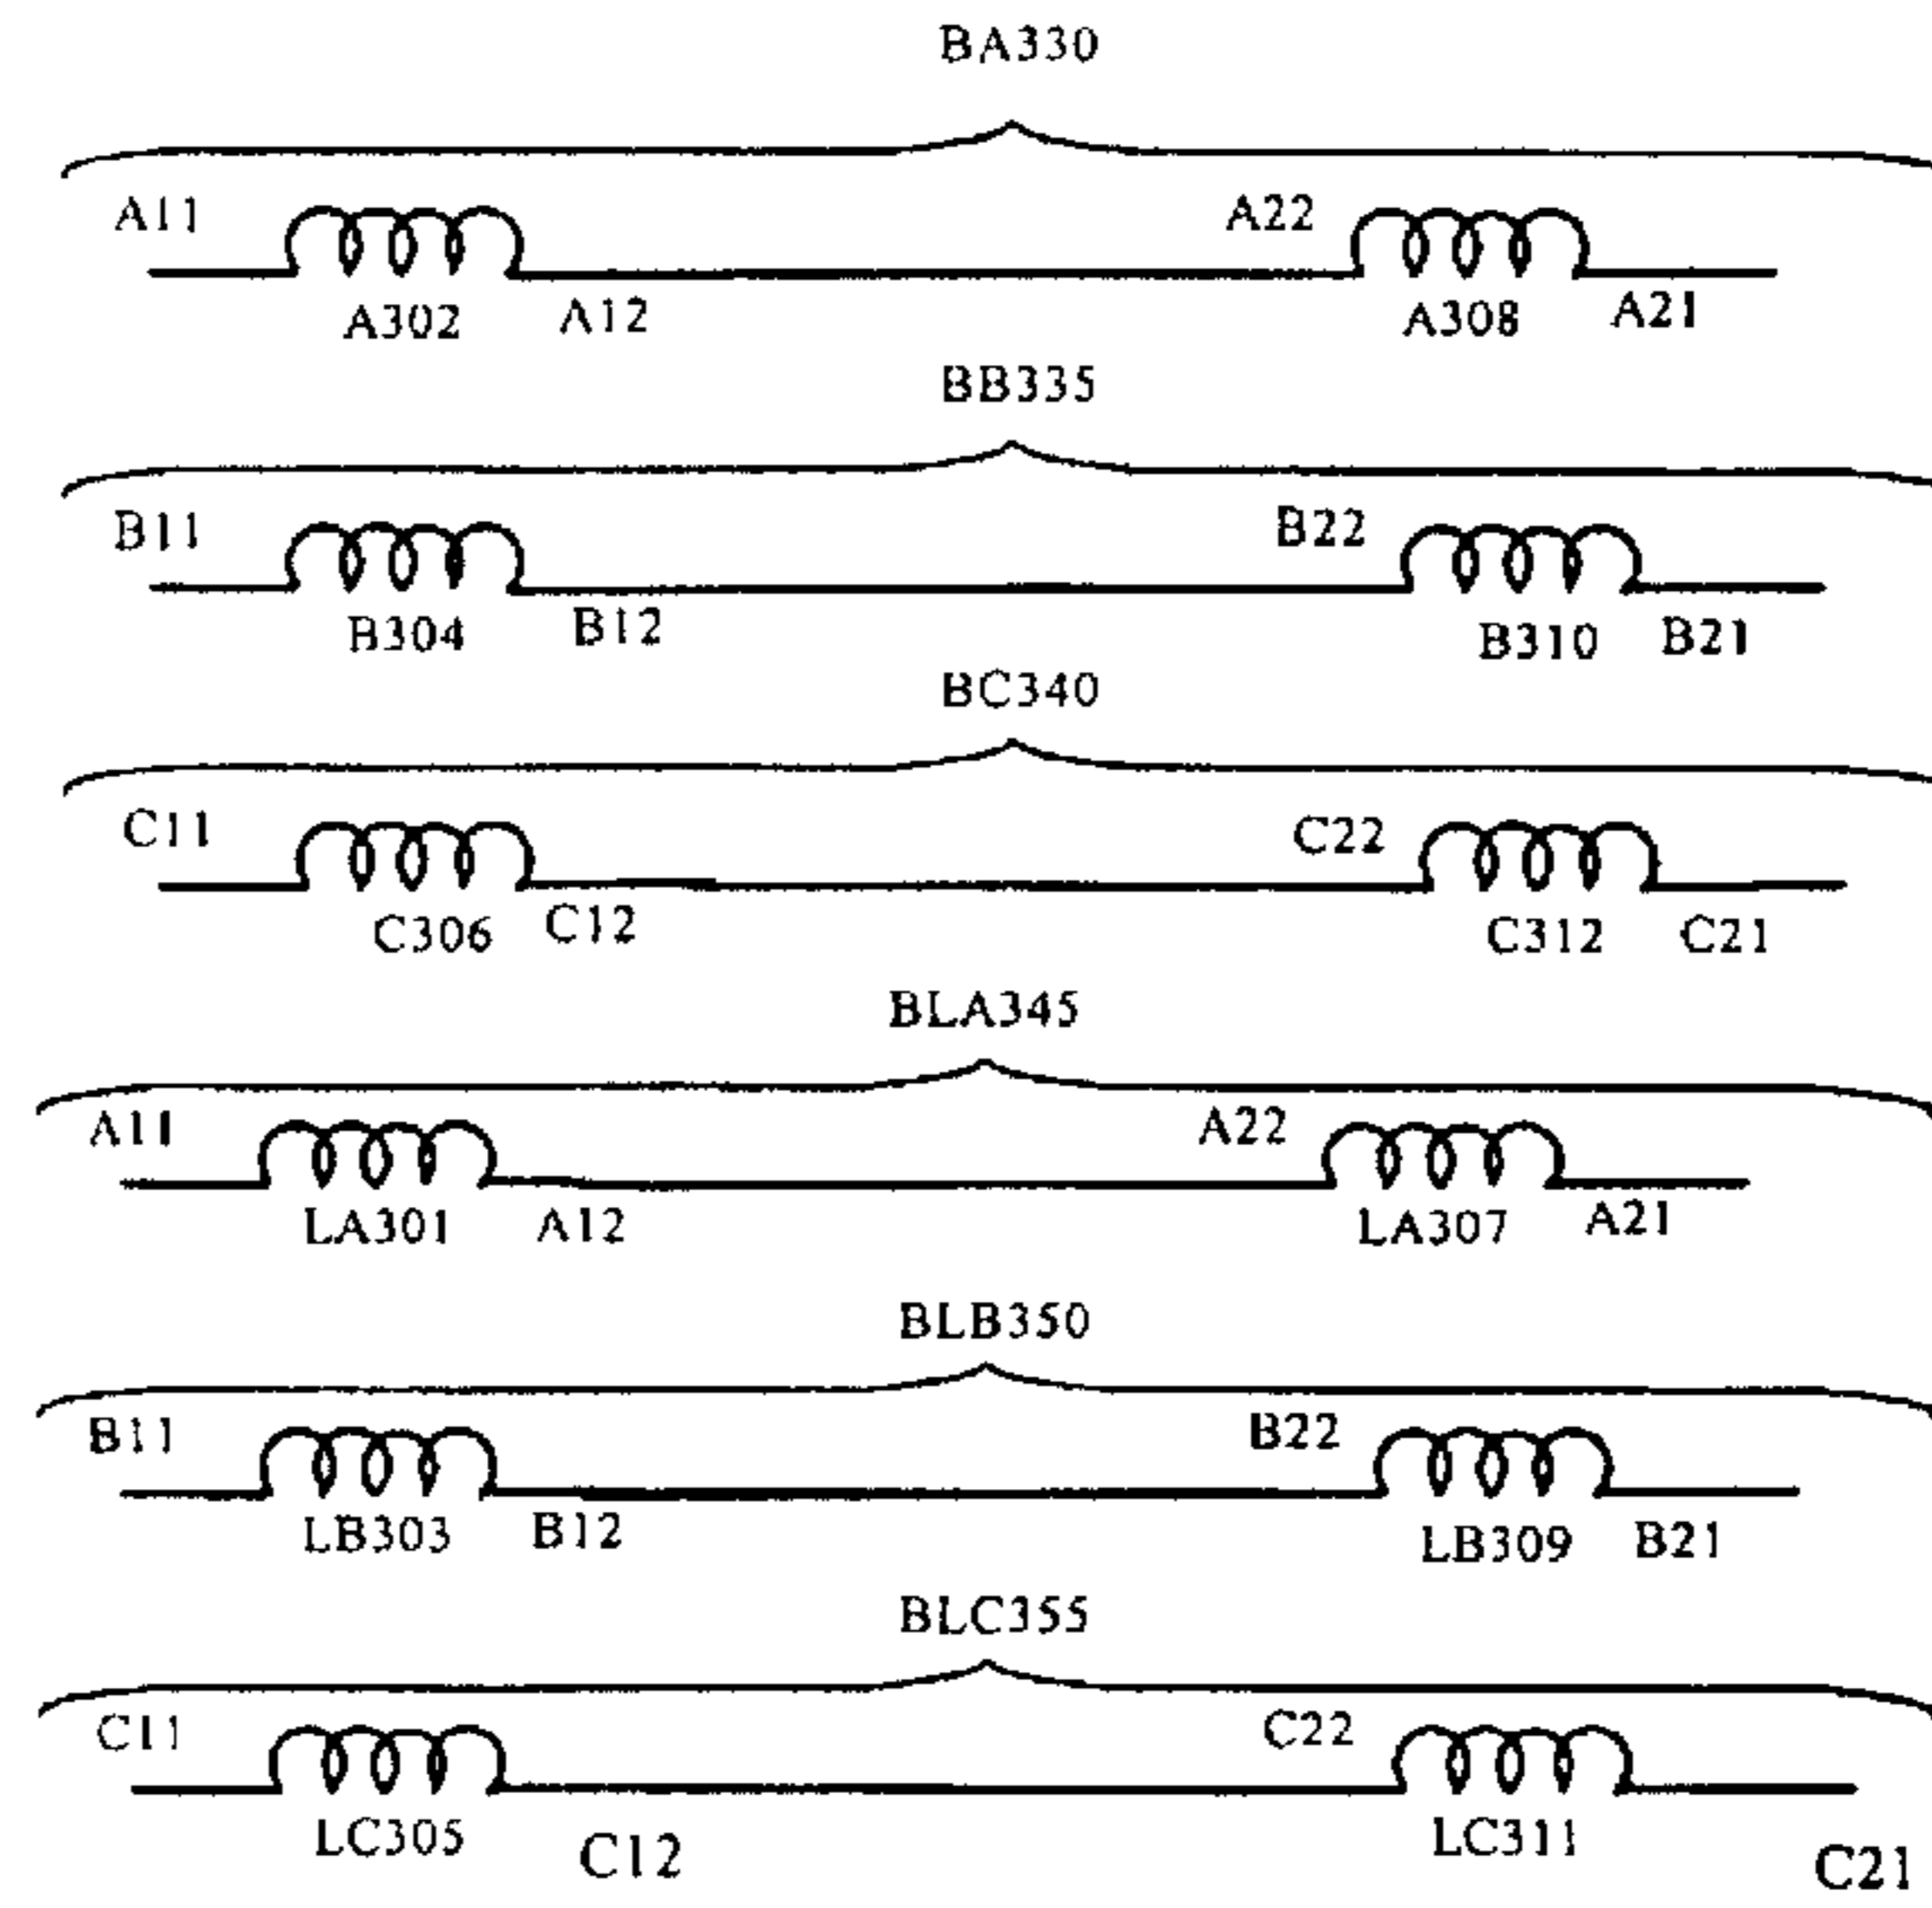 BA330
A11 A22
A302 A12 A308 A21
BB335
B11 B22
B304 B12 B310 B21
BC340
C11 C22
C306 C12 C312 C21
BLA345
A11 A22
LA301 A12 LA307 A21
BLB350
B11 B22
LB303 B12 LB309 B21
BLC355
C11 C22
LC305 C12 LC311 C21